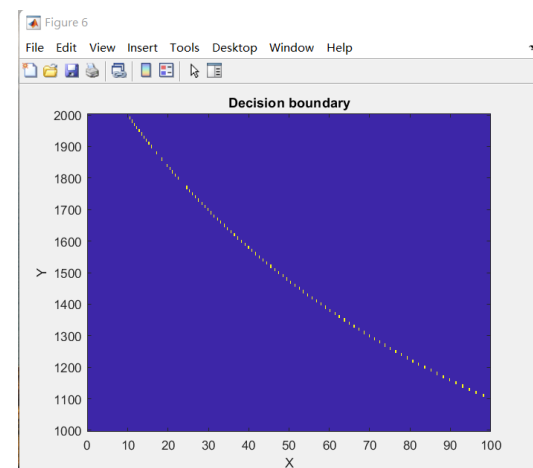 Figure 6
File Edit View Insert Tools Desktop Window Help
Decision boundary
2000
1900
1800
1700
1600
1500
1400
1300
1200
1100
1000
Y
0 10 20 30 40 50 60 70 80 90 100
X